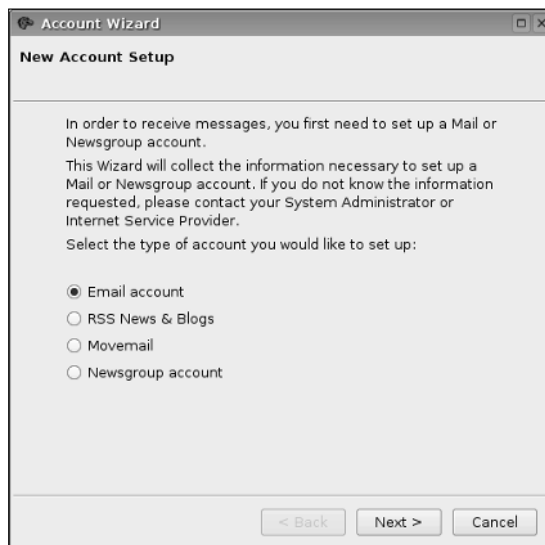 Account Wizard
New Account Setup
In order to receive messages, you first need to set up a Mail or
Newsgroup account.
This Wizard will collect the information necessary to set up a
Mail or Newsgroup account. If you do not know the information
requested, please contact your System Administrator or
Internet Service Provider.
Select the type of account you would like to set up:
Email account
RSS News & Blogs
Movemail
Newsgroup account
< Back Next > Cancel